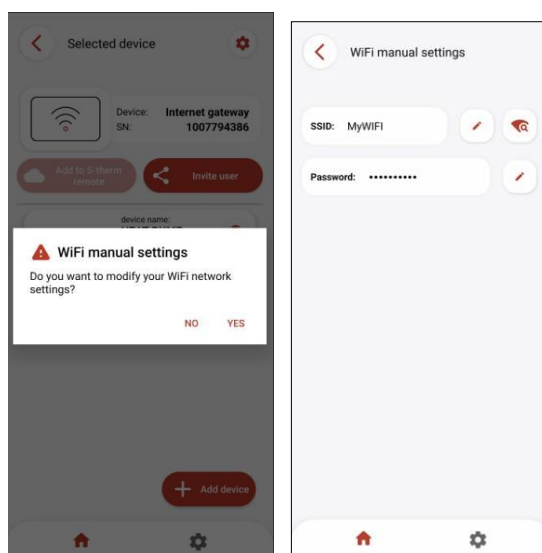 Selected device
Device: Internet gateway
SN: 1007794386
Add to S-therm
remote
Invite user
device name:
WiFi manual settings
Do you want to modify your WiFi network
settings?
NO YES
Add device
WiFi manual settings
SSID: MyWIFI
Password: ••••••••••